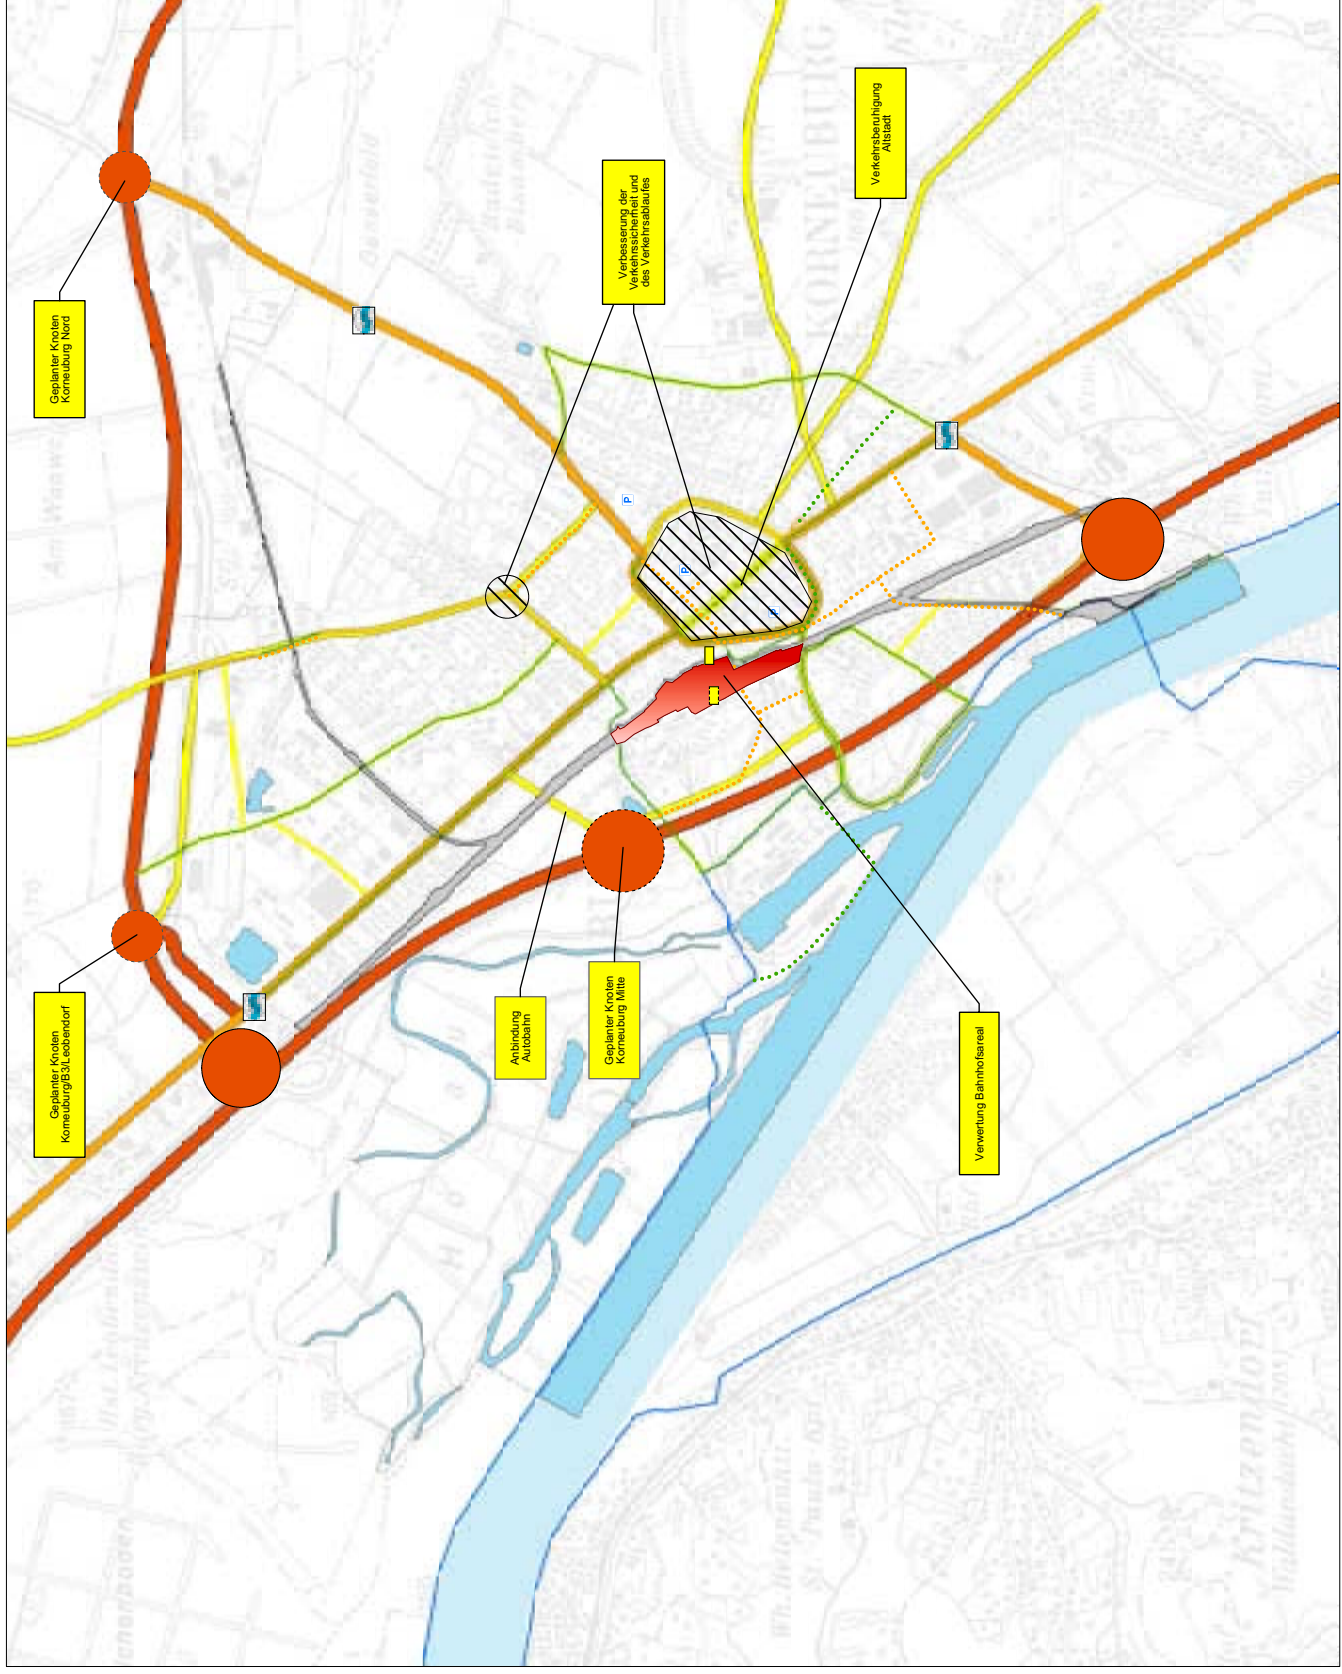 Geplanter Knoten
Korneuburg Nord
Verbesserung der
Verkehrssicherheit und
des Verkehrsablaufes
Verkehrsberuhigung
Altstadt
P
P
P
Geplanter Knoten
Korneuburg/B3/Leobendorf
Anbindung
Autobahn
Geplanter Knoten
Korneuburg Mitte
Verwertung Bahnhofsareal